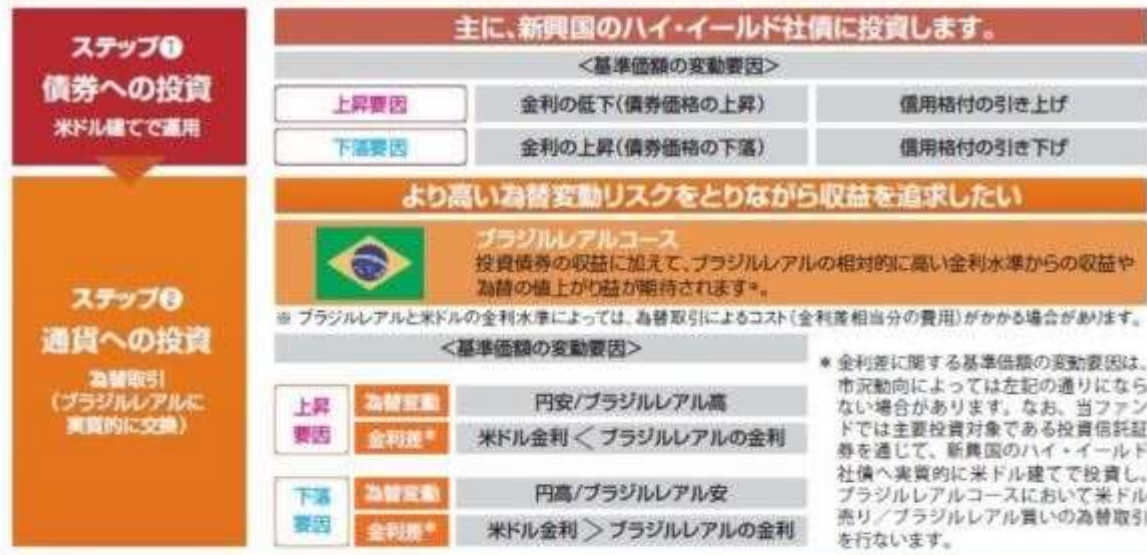 ステップ❶
債券への投資
米ドル建てで運用
主に、新興国のハイ・イールド社債に投資します。
＜基準価額の変動要因＞
上昇要因 金利の低下(債券価格の上昇) 信用格付の引き上げ
下落要因 金利の上昇(債券価格の下落) 信用格付の引き下げ
ステップ❷
通貨への投資
為替取引
(ブラジルレアルに
実質的に交換)
より高い為替変動リスクをとりながら収益を追求したい
ブラジルレアルコース
投資債券の収益に加えて、ブラジルレアルの相対的に高い金利水準からの収益や
為替の値上がり益が期待されます※。
※ ブラジルレアルと米ドルの金利水準によっては、為替取引によるコスト(金利差相当分の費用)がかかる場合があります。
＜基準価額の変動要因＞
上昇
要因
為替変動 円安/ブラジルレアル高
金利差* 米ドル金利 ＜ ブラジルレアルの金利
下落
要因
為替変動 円高/ブラジルレアル安
金利差* 米ドル金利 ＞ ブラジルレアルの金利
* 金利差に関する基準価額の変動要因は、
市況動向によっては左記の通りになら
ない場合があります。なお、当ファン
ドでは主要投資対象である投資信託証
券を通じて、新興国のハイ・イールド
社債へ実質的に米ドル建てで投資し、
ブラジルレアルコースにおいて米ドル
売り／ブラジルレアル買いの為替取引
を行ないます。